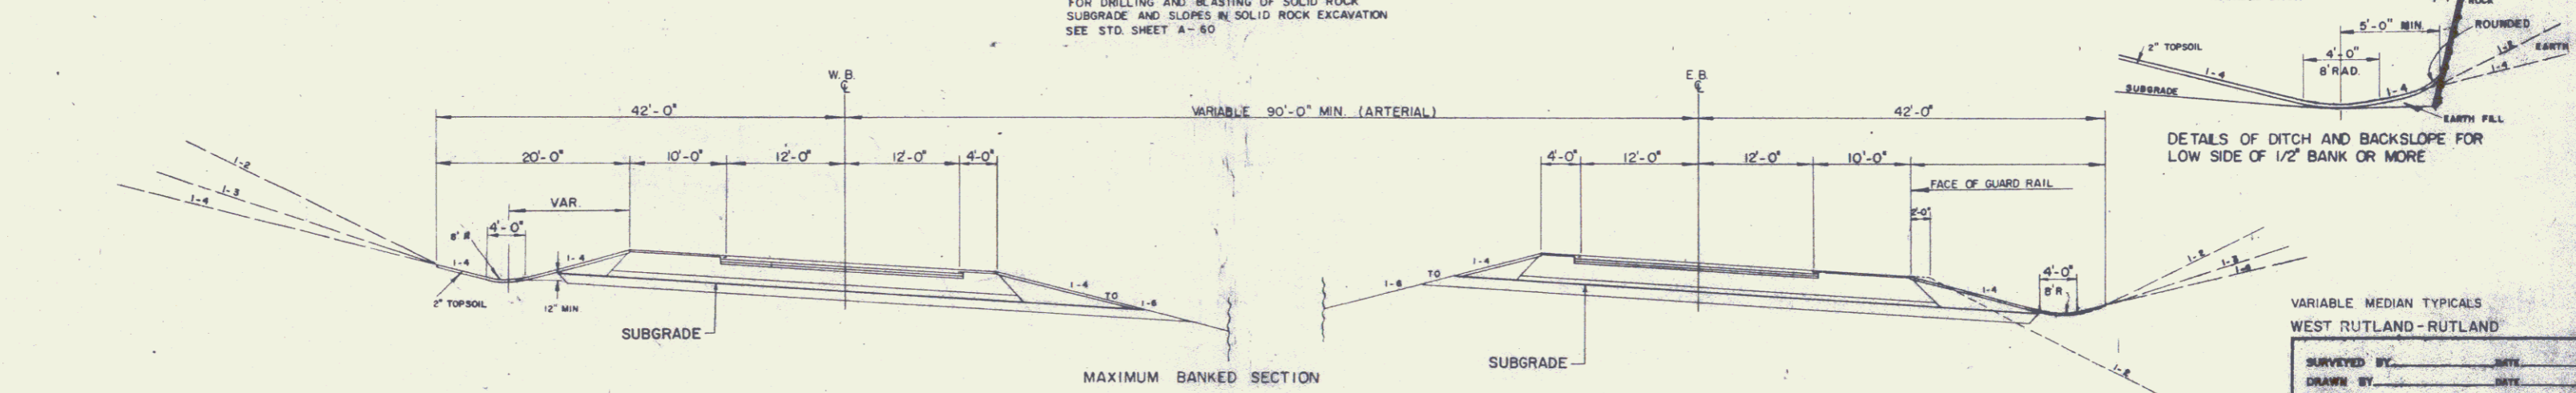 FOR DRILLING AND BLASTING OF SOLID ROCK
SUBGRADE AND SLOPES IN SOLID ROCK EXCAVATION
SEE STD. SHEET A-60
ROCK
5'-0" MIN.
ROUNDED
2" TOPSOIL
4'-0"
8' RAD.
1-4
1-4
1-2
EARTH
1-4
SUBGRADE
EARTH FILL
DETAILS OF DITCH AND BACKSLOPE FOR
LOW SIDE OF 1/2" BANK OR MORE
W.B.
℄
E.B.
℄
42'-0"
VARIABLE 90'-0" MIN. (ARTERIAL)
42'-0"
20'-0"
10'-0"
12'-0"
12'-0"
4'-0"
4'-0"
12'-0"
12'-0"
10'-0"
FACE OF GUARD RAIL
2'-0"
1-2
1-3
1-4
VAR.
4'-0"
8' R
1-4
1-4
2" TOPSOIL
12" MIN
SUBGRADE
1-4
TO
1-6
1-6
TO
1-4
SUBGRADE
1-4
4'-0"
8'R
1-2
1-3
1-4
1-2
MAXIMUM BANKED SECTION
VARIABLE MEDIAN TYPICALS
WEST RUTLAND-RUTLAND
SURVEYED BY DATE
DRAWN BY DATE